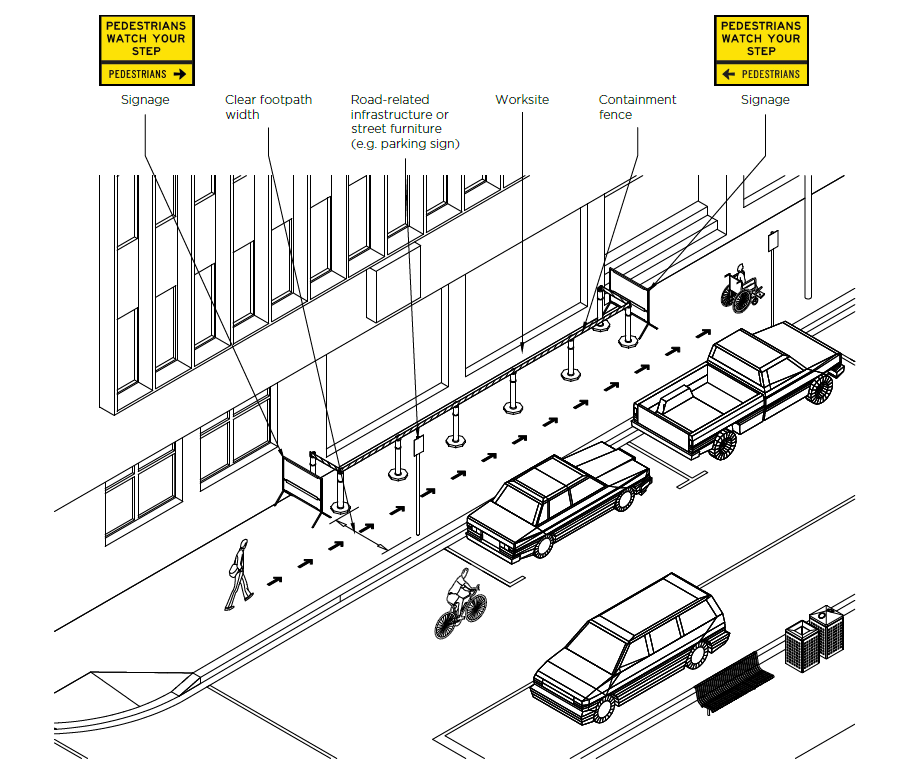 PEDESTRIANS
WATCH YOUR
STEP
PEDESTRIANS →
PEDESTRIANS
WATCH YOUR
STEP
← PEDESTRIANS
Signage
Clear footpath
width
Road-related
infrastructure or
street furniture
(e.g. parking sign)
Worksite
Containment
fence
Signage